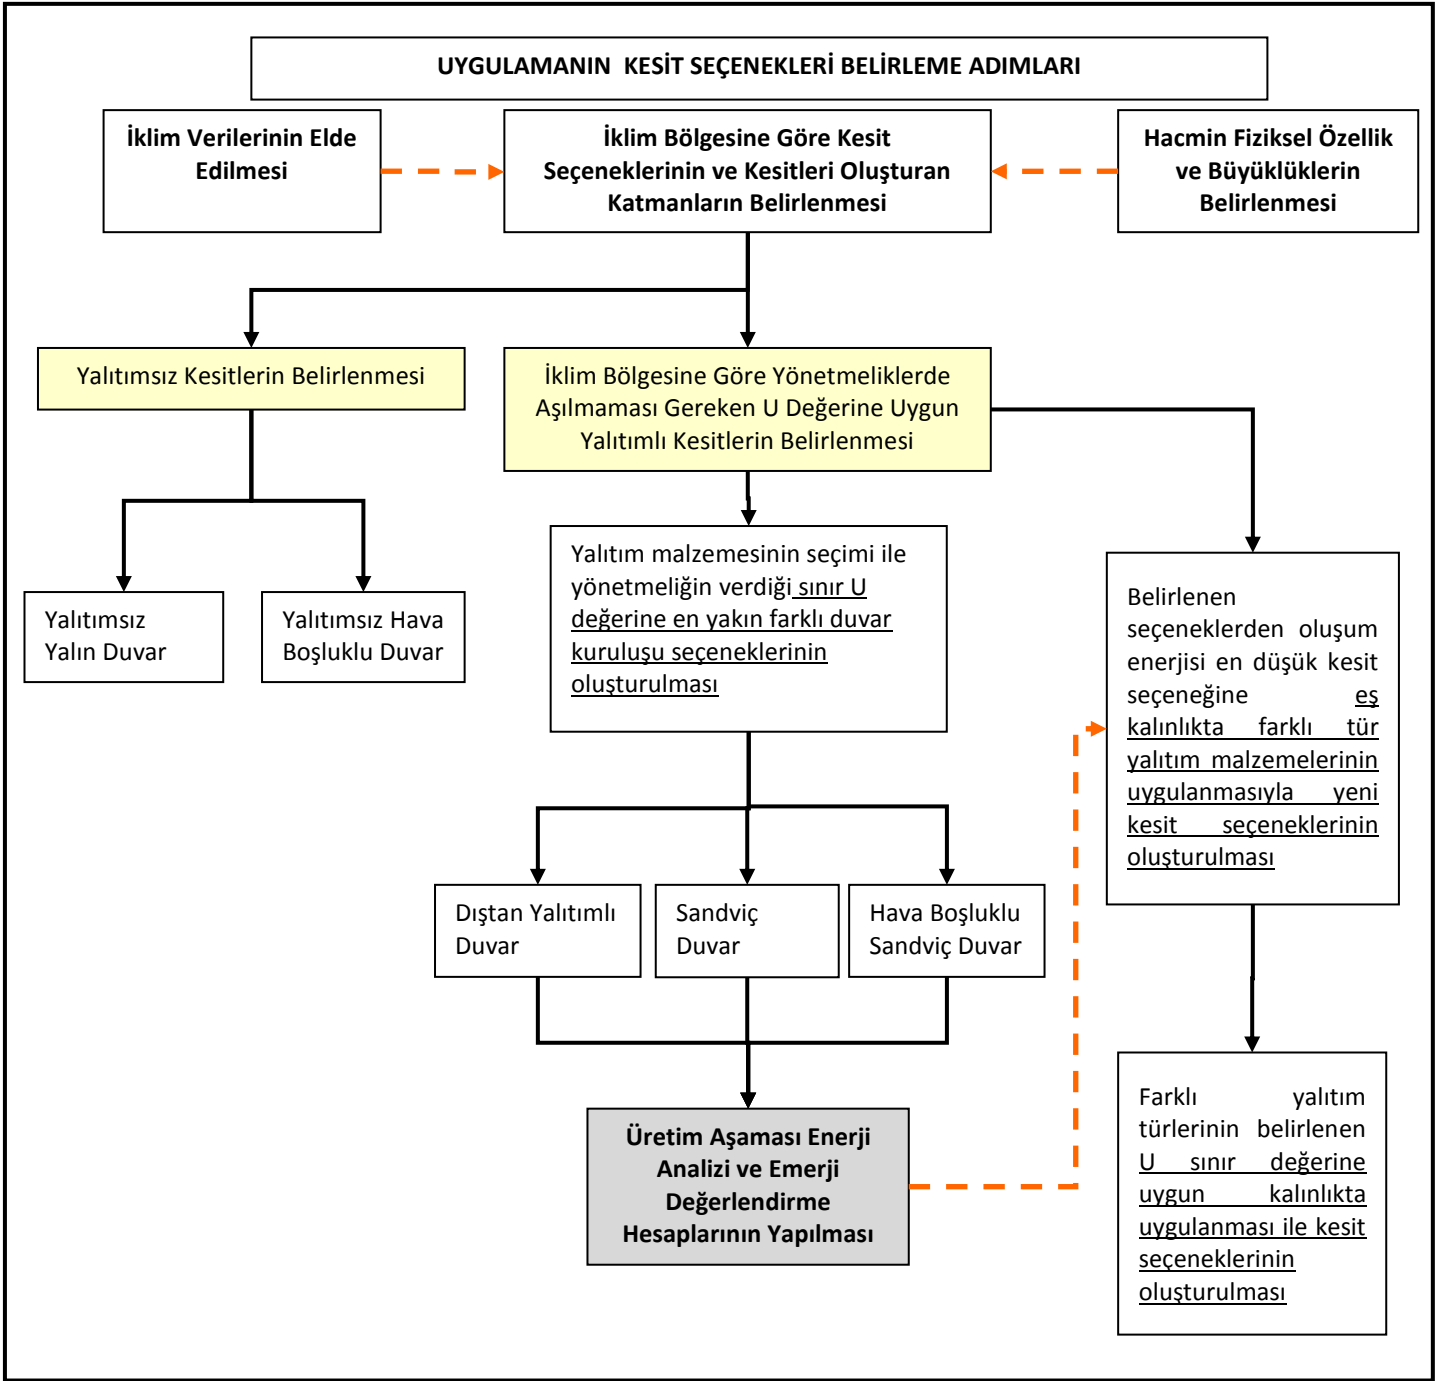 UYGULAMANIN KESİT SEÇENEKLERİ BELİRLEME ADIMLARI
İklim Verilerinin Elde
Edilmesi
İklim Bölgesine Göre Kesit
Seçeneklerinin ve Kesitleri Oluşturan
Katmanların Belirlenmesi
Hacmin Fiziksel Özellik
ve Büyüklüklerin
Belirlenmesi
Yalıtımsız Kesitlerin Belirlenmesi
İklim Bölgesine Göre Yönetmeliklerde
Aşılmaması Gereken U Değerine Uygun
Yalıtımlı Kesitlerin Belirlenmesi
Yalıtımsız
Yalın Duvar
Yalıtımsız Hava
Boşluklu Duvar
Yalıtım malzemesinin seçimi ile
yönetmeliğin verdiği sınır U
değerine en yakın farklı duvar
kuruluşu seçeneklerinin
oluşturulması
Belirlenen
seçeneklerden oluşum
enerjisi en düşük kesit
seçeneğine eş
kalınlıkta farklı tür
yalıtım malzemelerinin
uygulanmasıyla yeni
kesit seçeneklerinin
oluşturulması
Dıştan Yalıtımlı
Duvar
Sandviç
Duvar
Hava Boşluklu
Sandviç Duvar
Üretim Aşaması Enerji
Analizi ve Emerji
Değerlendirme
Hesaplarının Yapılması
Farklı yalıtım
türlerinin belirlenen
U sınır değerine
uygun kalınlıkta
uygulanması ile kesit
seçeneklerinin
oluşturulması